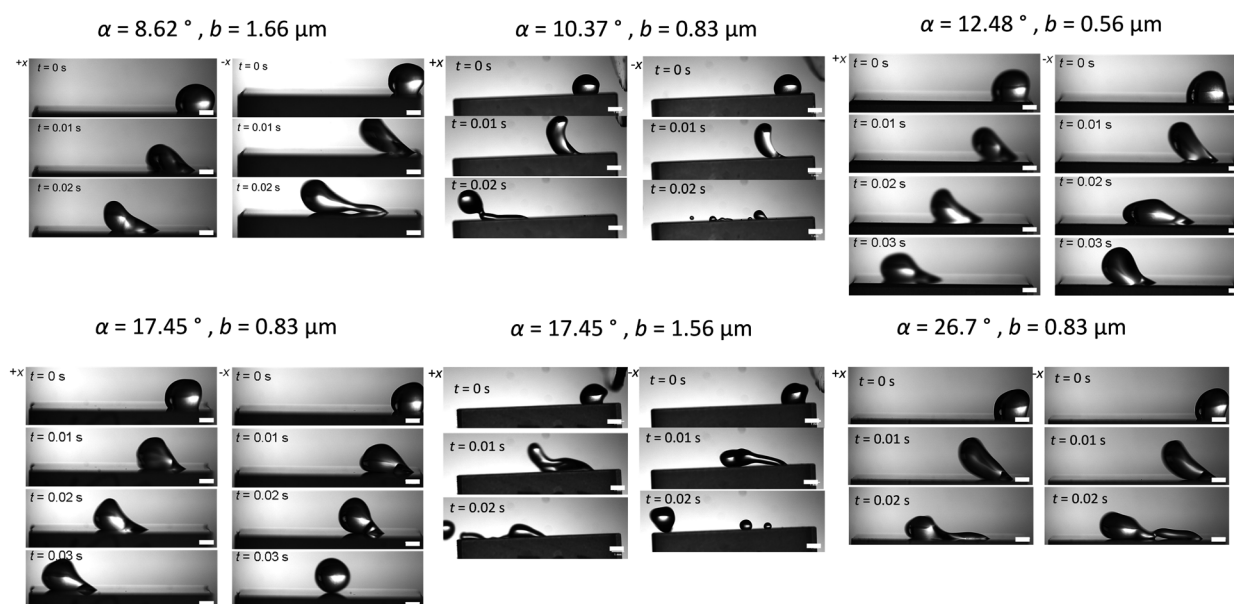 α = 8.62 ° , b = 1.66 μm
+x
t = 0 s
t = 0.01 s
t = 0.02 s
-x
t = 0 s
t = 0.01 s
t = 0.02 s
α = 10.37 ° , b = 0.83 μm
+x
t = 0 s
t = 0.01 s
t = 0.02 s
-x
t = 0 s
t = 0.01 s
t = 0.02 s
α = 12.48 ° , b = 0.56 μm
+x
t = 0 s
t = 0.01 s
t = 0.02 s
t = 0.03 s
-x
t = 0 s
t = 0.01 s
t = 0.02 s
t = 0.03 s
α = 17.45 ° , b = 0.83 μm
+x
t = 0 s
t = 0.01 s
t = 0.02 s
t = 0.03 s
-x
t = 0 s
t = 0.01 s
t = 0.02 s
t = 0.03 s
α = 17.45 ° , b = 1.56 μm
+x
t = 0 s
t = 0.01 s
t = 0.02 s
-x
t = 0 s
t = 0.01 s
t = 0.02 s
α = 26.7 ° , b = 0.83 μm
+x
t = 0 s
t = 0.01 s
t = 0.02 s
-x
t = 0 s
t = 0.01 s
t = 0.02 s